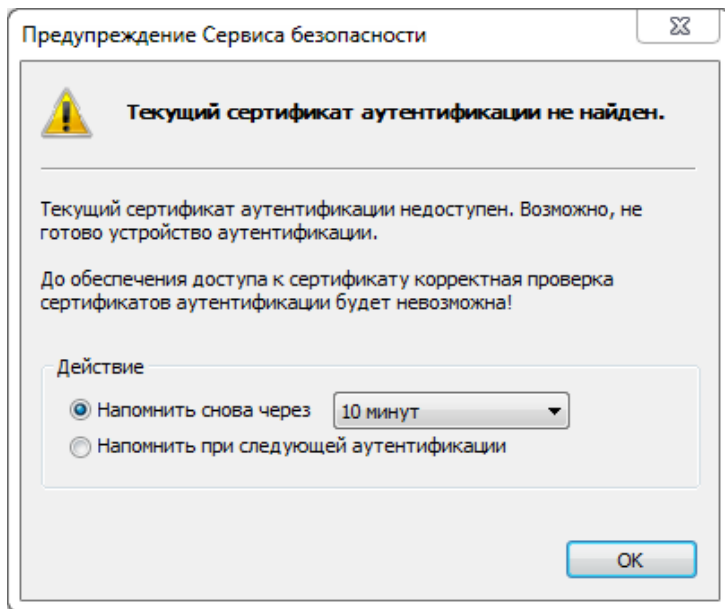 Предупреждение Сервиса безопасности
Текущий сертификат аутентификации не найден.
Текущий сертификат аутентификации недоступен. Возможно, не
готово устройство аутентификации.
До обеспечения доступа к сертификату корректная проверка
сертификатов аутентификации будет невозможна!
Действие
Напомнить снова через 10 минут
Напомнить при следующей аутентификации
OK